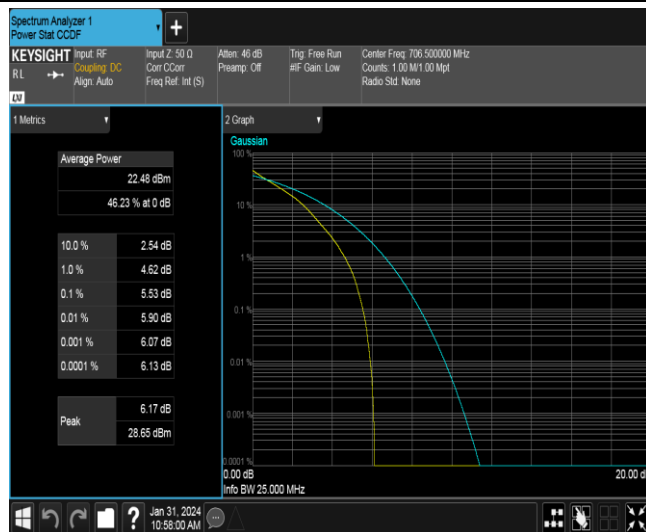 Spectrum Analyzer 1
Power Stat CCDF
+
KEYSIGHT
RL
LXI
Input: RF
Coupling: DC
Align: Auto
Input Z: 50 Ω
Corr CCorr
Freq Ref: Int (S)
Atten: 46 dB
Preamp: Off
Trig: Free Run
#IF Gain: Low
Center Freq: 706.500000 MHz
Counts: 1.00 M/1.00 Mpt
Radio Std: None
1 Metrics
Average Power
22.48 dBm
46.23 % at 0 dB
10.0 % 2.54 dB
1.0 % 4.62 dB
0.1 % 5.53 dB
0.01 % 5.90 dB
0.001 % 6.07 dB
0.0001 % 6.13 dB
Peak
6.17 dB
28.65 dBm
2 Graph
Gaussian
100 %
10 %
1 %
0.1 %
0.01 %
0.001 %
0.0001 %
0.00 dB
20.00 d
Info BW 25.000 MHz
?
Jan 31, 2024
10:58:00 AM